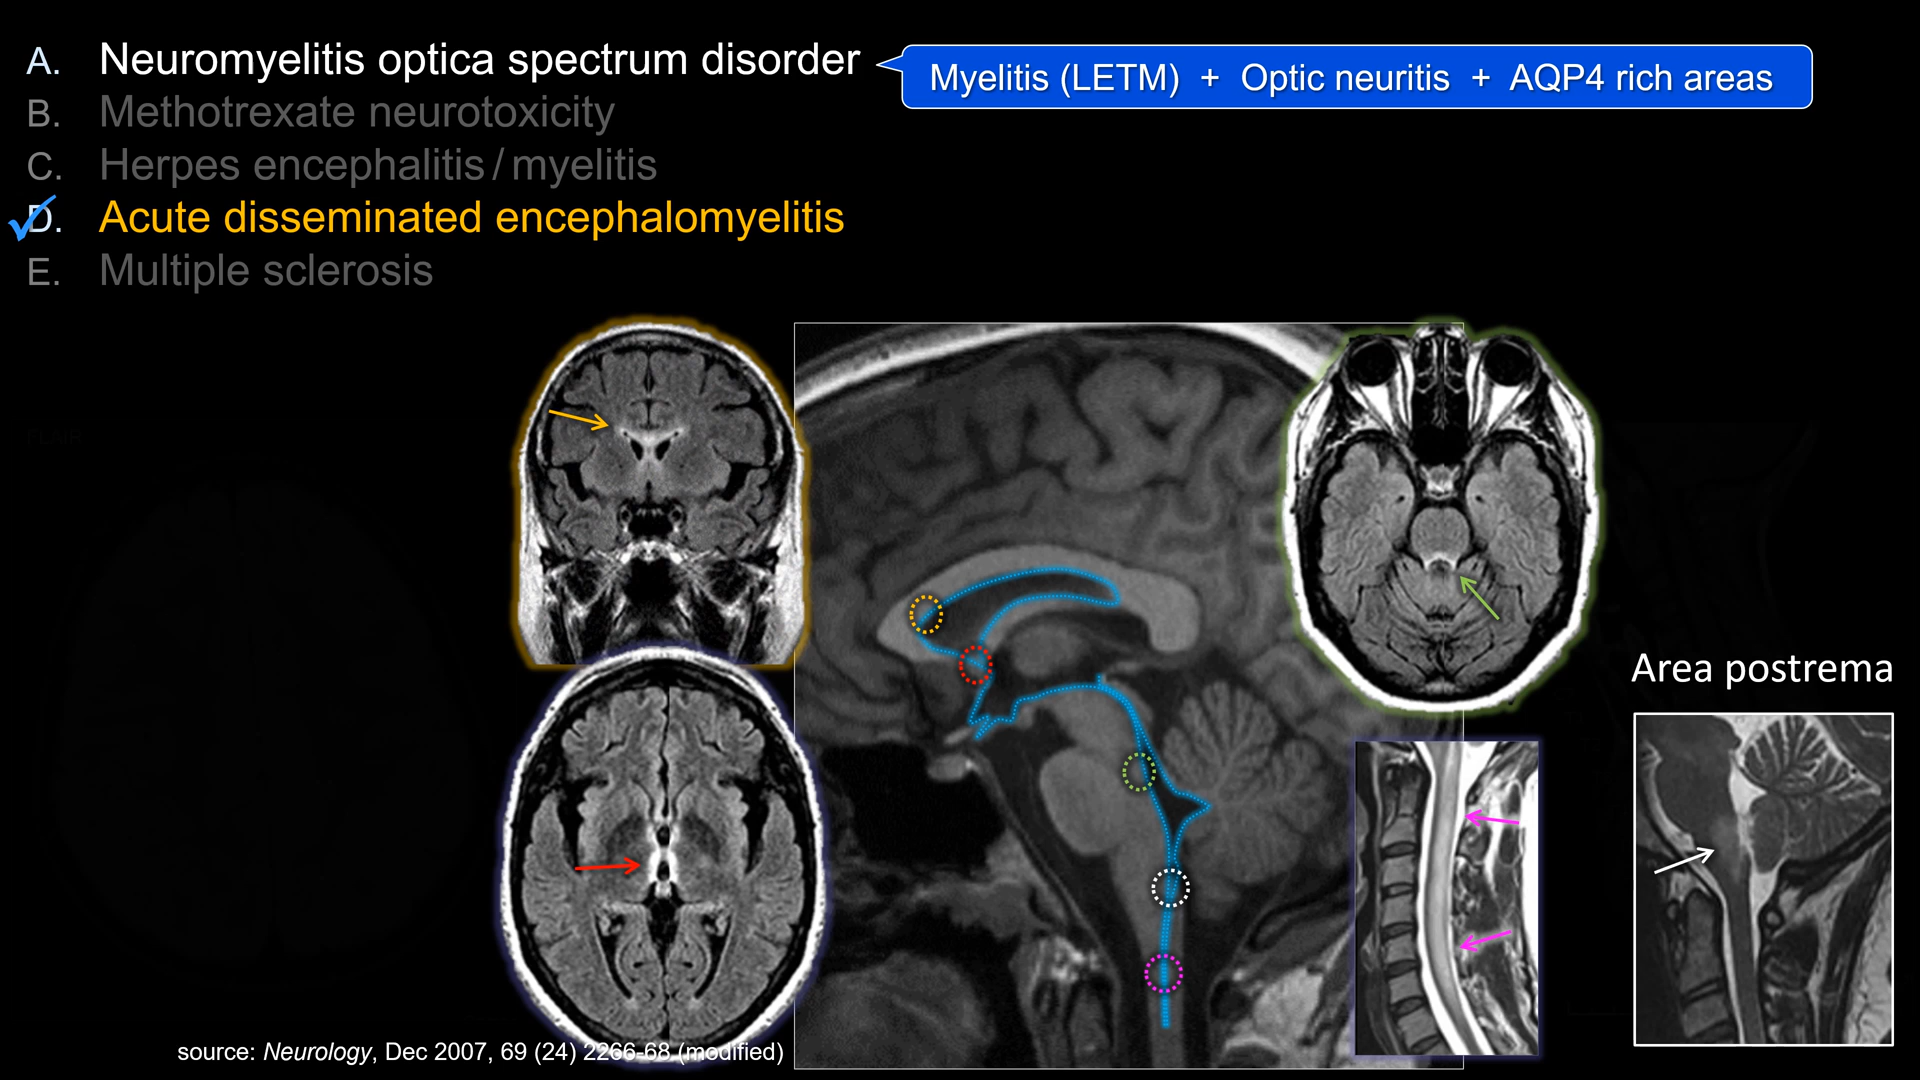 A. Neuromyelitis optica spectrum disorder
Myelitis (LETM) + Optic neuritis + AQP4 rich areas
B. Methotrexate neurotoxicity
C. Herpes encephalitis / myelitis
D. Acute disseminated encephalomyelitis
E. Multiple sclerosis
FLAIR
Area postrema
source: Neurology, Dec 2007, 69 (24) 2266-68 (modified)